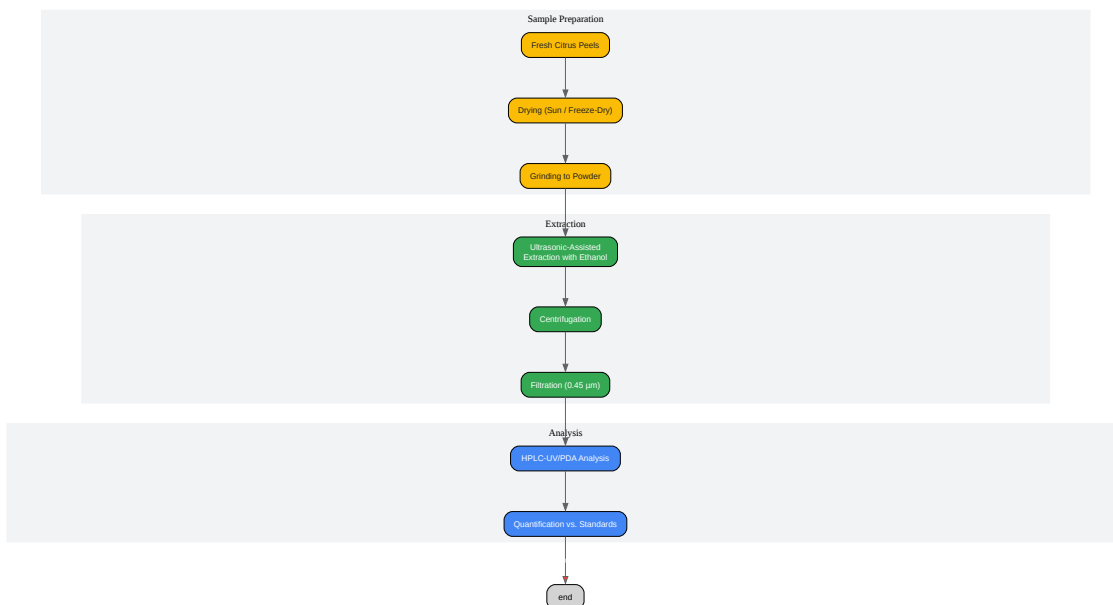 Sample Preparation
Fresh Citrus Peels
Drying (Sun / Freeze-Dry)
Grinding to Powder
Extraction
Ultrasonic-Assisted
Extraction with Ethanol
Centrifugation
Filtration (0.45 µm)
Analysis
HPLC-UV/PDA Analysis
Quantification vs. Standards
end